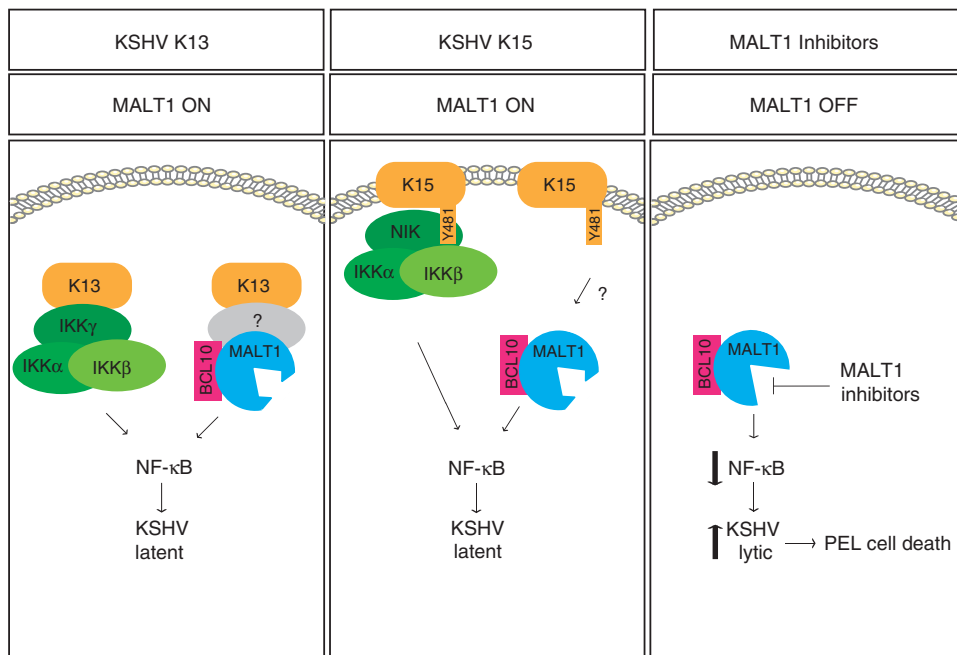 KSHV K13
MALT1 ON
K13
IKKγ
IKKα
IKKβ
K13
?
MALT1
BCL10
NF-κB
KSHV
latent
KSHV K15
MALT1 ON
K15
Y481
NIK
IKKα
IKKβ
K15
Y481
?
BCL10
MALT1
NF-κB
KSHV
latent
MALT1 Inhibitors
MALT1 OFF
BCL10
MALT1
MALT1
inhibitors
NF-κB
KSHV
lytic
PEL cell death